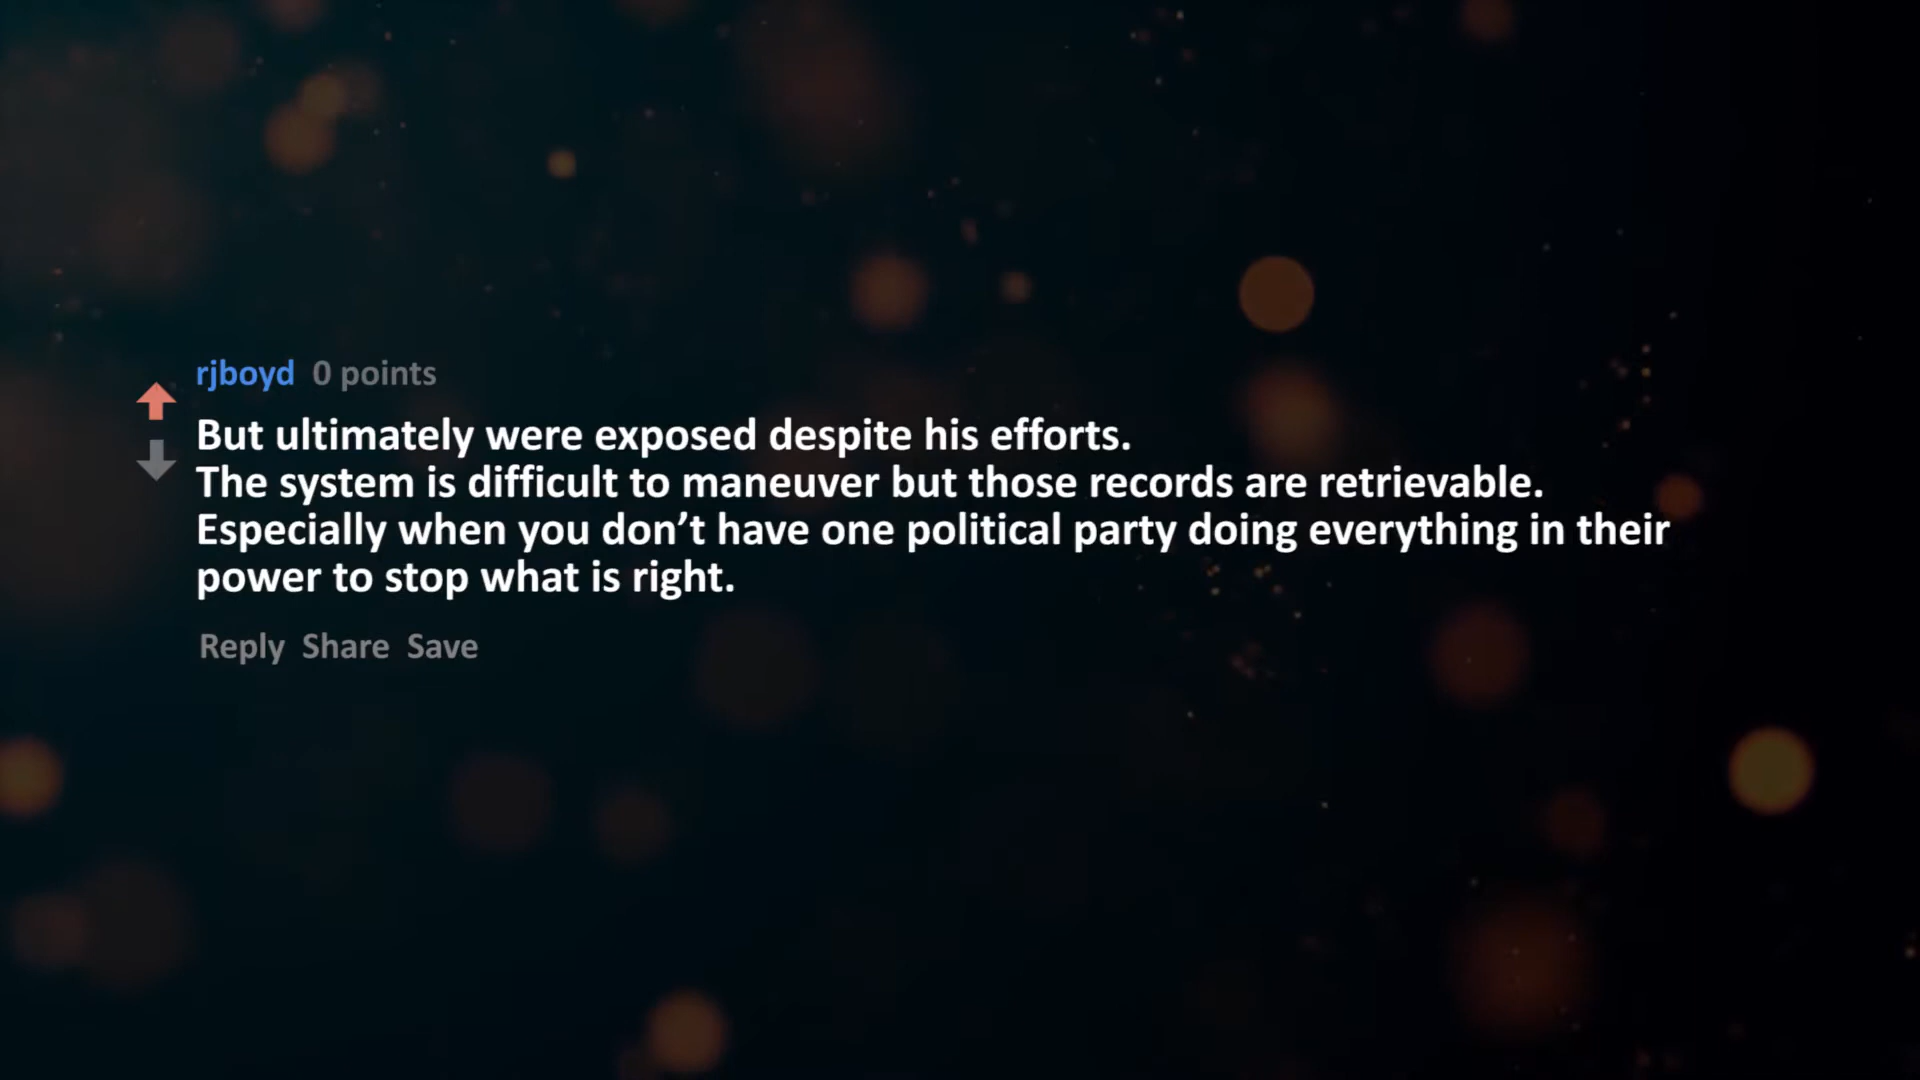 rjboyd 0 points
But ultimately were exposed despite his efforts.
The system is difficult to maneuver but those records are retrievable.
Especially when you don’t have one political party doing everything in their
power to stop what is right.
Reply Share Save